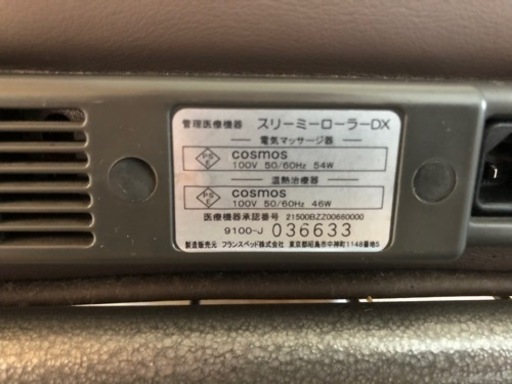 管理医療機器 スリーミーローラーDX
電気マッサージ器
PSE cosmos
100V 50/60Hz 54W
温熱治療器
PSE cosmos
100V 50/60Hz 46W
医療機器承認番号 21500BZZ00660000
9100-J 036633
製造販売元 フランスベッド株式会社 東京都昭島市中神町1148番地5